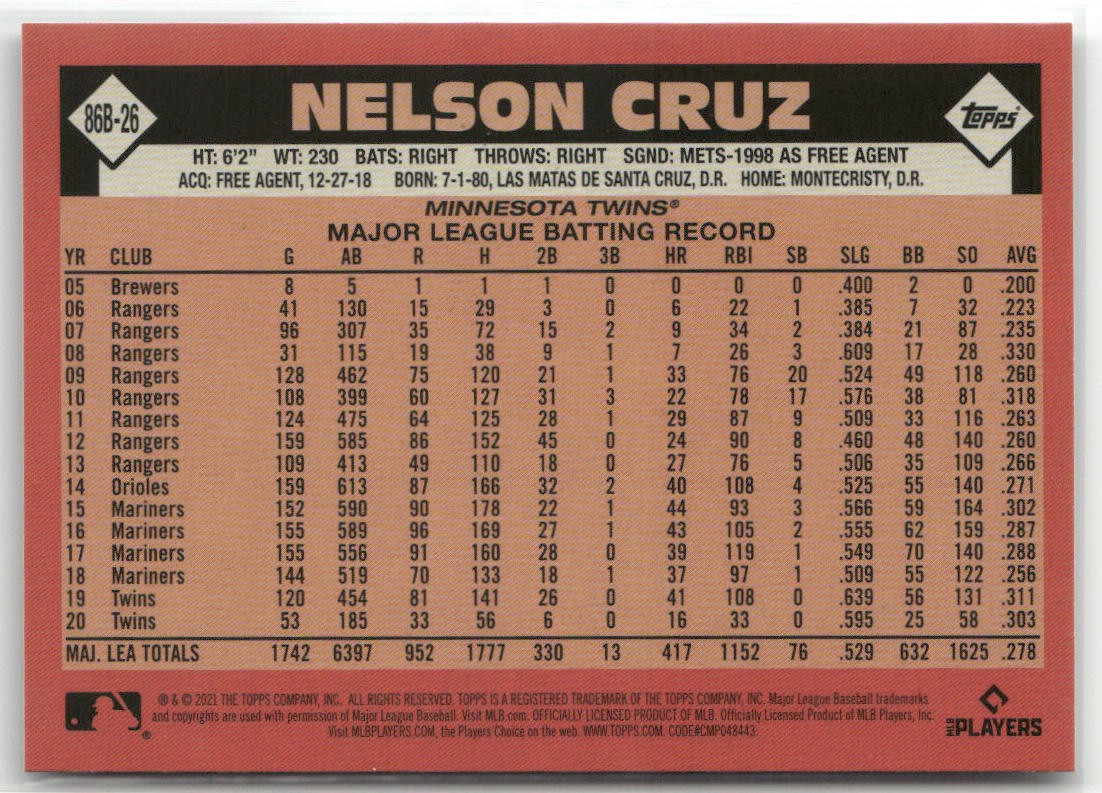 86B-26
NELSON CRUZ
Topps®
HT: 6'2" WT: 230 BATS: RIGHT THROWS: RIGHT SGND: METS-1998 AS FREE AGENT
ACQ: FREE AGENT, 12-27-18 BORN: 7-1-80, LAS MATAS DE SANTA CRUZ, D.R. HOME: MONTECRISTY, D.R.
MINNESOTA TWINS®
MAJOR LEAGUE BATTING RECORD
YR CLUB G AB R H 2B 3B HR RBI SB SLG BB SO AVG
05 Brewers 8 5 1 1 1 0 0 0 0 .400 2 0 .200
06 Rangers 41 130 15 29 3 0 6 22 1 .385 7 32 .223
07 Rangers 96 307 35 72 15 2 9 34 2 .384 21 87 .235
08 Rangers 31 115 19 38 9 1 7 26 3 .609 17 28 .330
09 Rangers 128 462 75 120 21 1 33 76 20 .524 49 118 .260
10 Rangers 108 399 60 127 31 3 22 78 17 .576 38 81 .318
11 Rangers 124 475 64 125 28 1 29 87 9 .509 33 116 .263
12 Rangers 159 585 86 152 45 0 24 90 8 .460 48 140 .260
13 Rangers 109 413 49 110 18 0 27 76 5 .506 35 109 .266
14 Orioles 159 613 87 166 32 2 40 108 4 .525 55 140 .271
15 Mariners 152 590 90 178 22 1 44 93 3 .566 59 164 .302
16 Mariners 155 589 96 169 27 1 43 105 2 .555 62 159 .287
17 Mariners 155 556 91 160 28 0 39 119 1 .549 70 140 .288
18 Mariners 144 519 70 133 18 1 37 97 1 .509 55 122 .256
19 Twins 120 454 81 141 26 0 41 108 0 .639 56 131 .311
20 Twins 53 185 33 56 6 0 16 33 0 .595 25 58 .303
MAJ. LEA TOTALS 1742 6397 952 1777 330 13 417 1152 76 .529 632 1625 .278
® & © 2021 THE TOPPS COMPANY, INC. ALL RIGHTS RESERVED. TOPPS IS A REGISTERED TRADEMARK OF THE TOPPS COMPANY, INC. Major League Baseball trademarks
and copyrights are used with permission of Major League Baseball. Visit MLB.com. OFFICIALLY LICENSED PRODUCT OF MLB. Officially Licensed Product of MLB Players, Inc.
Visit MLBPLAYERS.COM, the Players Choice on the web. WWW.TOPPS.COM. CODE#CMP048443.
®
MLB PLAYERS